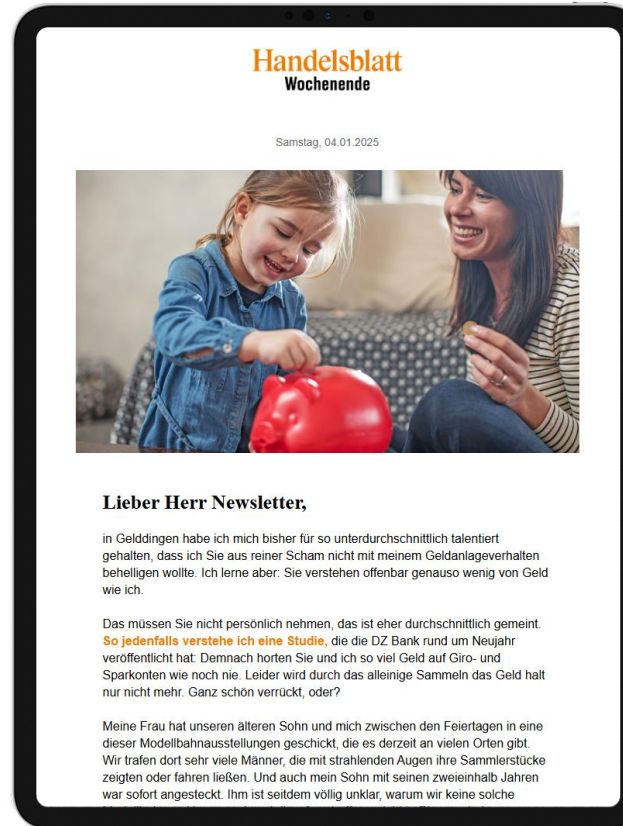 Handelsblatt
Wochenende
Samstag, 04.01.2025
Lieber Herr Newsletter,
in Gelddingen habe ich mich bisher für so unterdurchschnittlich talentiert
gehalten, dass ich Sie aus reiner Scham nicht mit meinem Geldanlageverhalten
behelligen wollte. Ich lerne aber: Sie verstehen offenbar genauso wenig von Geld
wie ich.
Das müssen Sie nicht persönlich nehmen, das ist eher durchschnittlich gemeint.
So jedenfalls verstehe ich eine Studie, die die DZ Bank rund um Neujahr
veröffentlicht hat: Demnach horten Sie und ich so viel Geld auf Giro- und
Sparkonten wie noch nie. Leider wird durch das alleinige Sammeln das Geld halt
nur nicht mehr. Ganz schön verrückt, oder?
Meine Frau hat unseren älteren Sohn und mich zwischen den Feiertagen in eine
dieser Modellbahnausstellungen geschickt, die es derzeit an vielen Orten gibt.
Wir trafen dort sehr viele Männer, die mit strahlenden Augen ihre Sammlerstücke
zeigten oder fahren ließen. Und auch mein Sohn mit seinen zweieinhalb Jahren
war sofort angesteckt. Ihm ist seitdem völlig unklar, warum wir keine solche